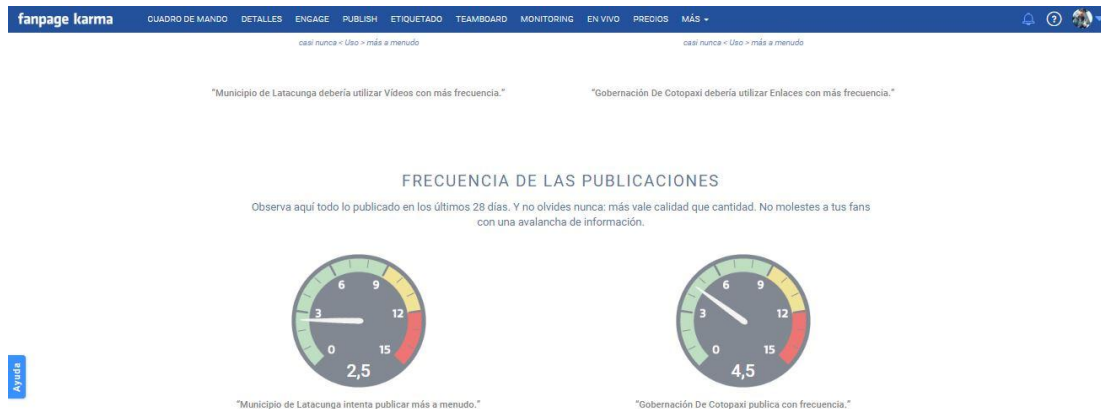 fanpage karma CUADRO DE MANDO DETALLES ENGAGE PUBLISH ETIQUETADO TEAMBOARD MONITORING EN VIVO PRECIOS MÁS
casi nunca < Uso > más a menudo casi nunca < Uso > más a menudo
"Municipio de Latacunga debería utilizar Vídeos con más frecuencia." "Gobernación De Cotopaxi debería utilizar Enlaces con más frecuencia."
FRECUENCIA DE LAS PUBLICACIONES
Observa aquí todo lo publicado en los últimos 28 días. Y no olvides nunca: más vale calidad que cantidad. No molestes a tus fans
con una avalancha de información.
6 9 6 9
3 12 3 12
0 15 0 15
2,5 4,5
Ayuda
"Municipio de Latacunga intenta publicar más a menudo." "Gobernación De Cotopaxi publica con frecuencia."